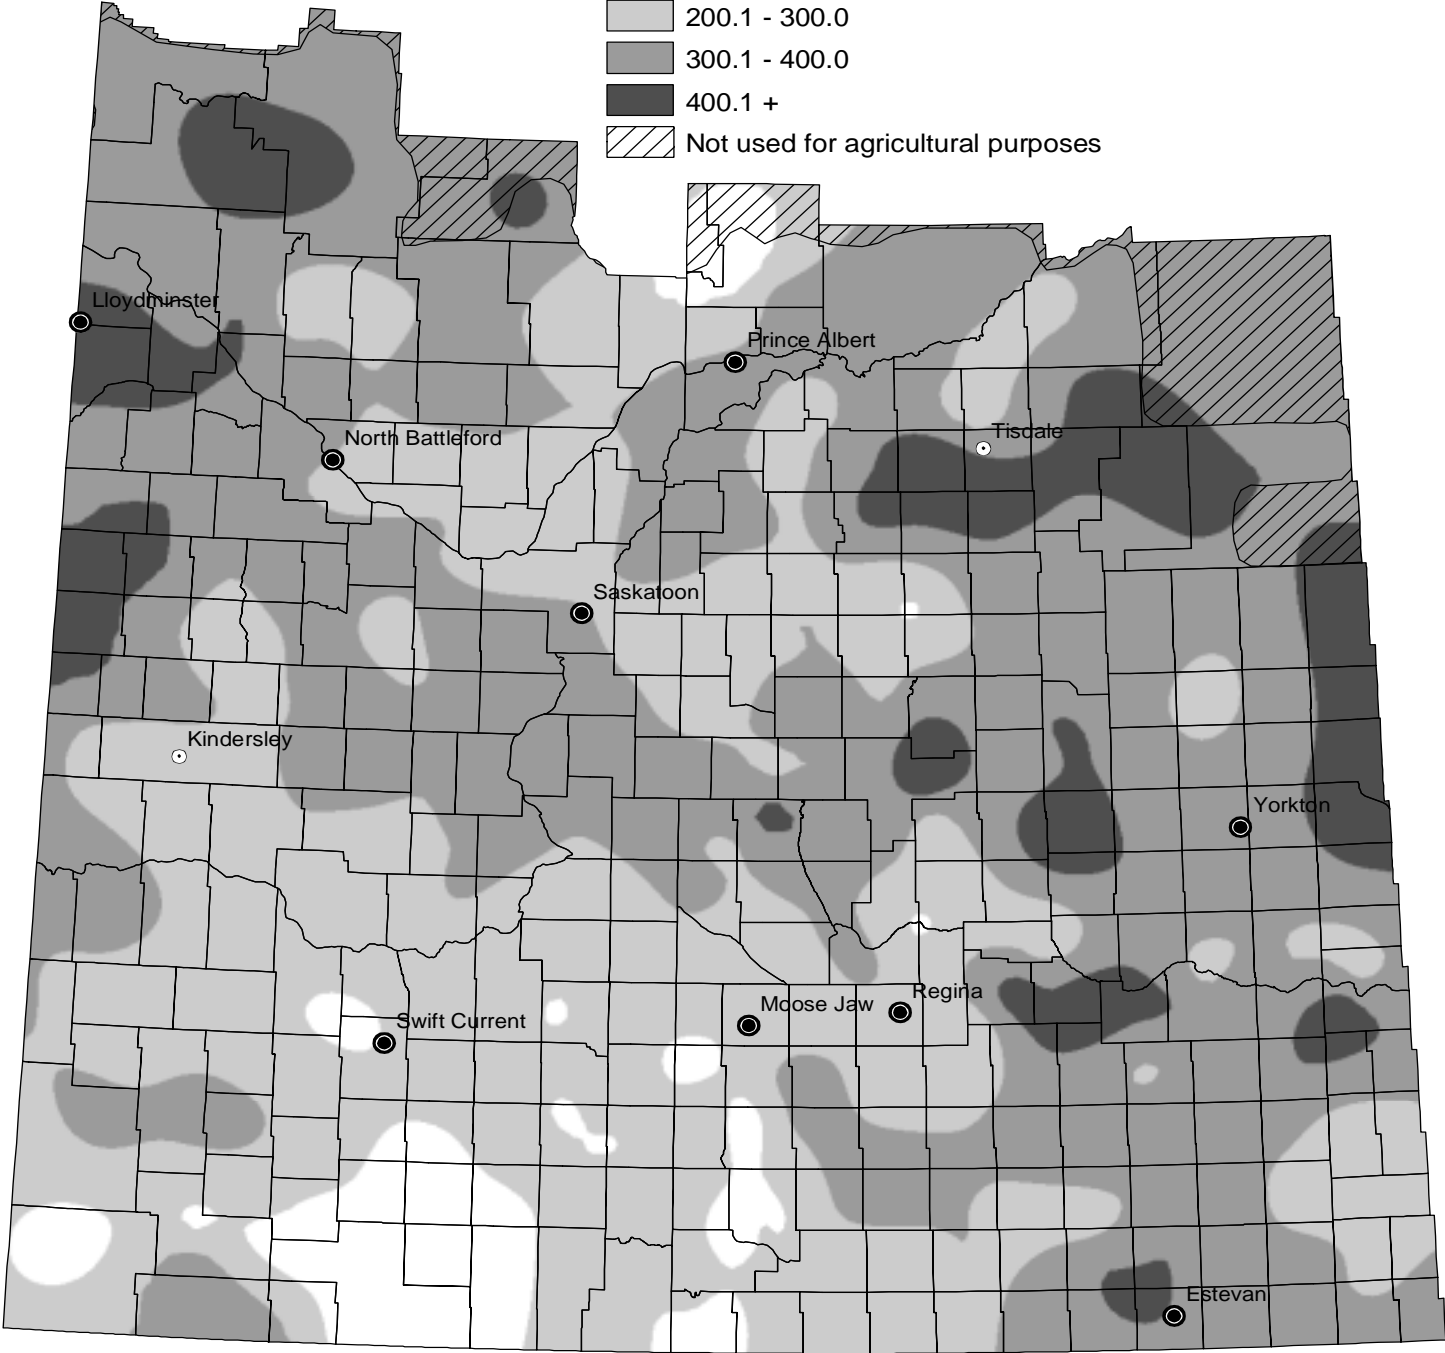 200.1 - 300.0
300.1 - 400.0
400.1 +
Not used for agricultural purposes
Lloydminster
Prince Albert
North Battleford
Tisdale
Saskatoon
Kindersley
Yorkton
Moose Jaw
Regina
Swift Current
Estevan